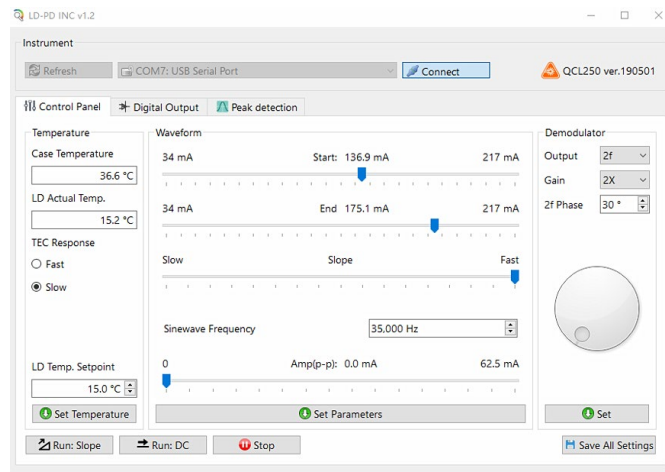 LD-PD INC v1.2
Instrument
Refresh
COM7: USB Serial Port
Connect
QCL250 ver.190501
Control Panel
Digital Output
Peak detection
Temperature
Case Temperature
36.6 °C
LD Actual Temp.
15.2 °C
TEC Response
Fast
Slow
LD Temp. Setpoint
15.0 °C
Set Temperature
Waveform
34 mA Start: 136.9 mA 217 mA
34 mA End 175.1 mA 217 mA
Slow Slope Fast
Sinewave Frequency 35,000 Hz
0 Amp(p-p): 0.0 mA 62.5 mA
Set Parameters
Demodulator
Output 2f
Gain 2X
2f Phase 30 °
Set
Run: Slope
Run: DC
Stop
Save All Settings